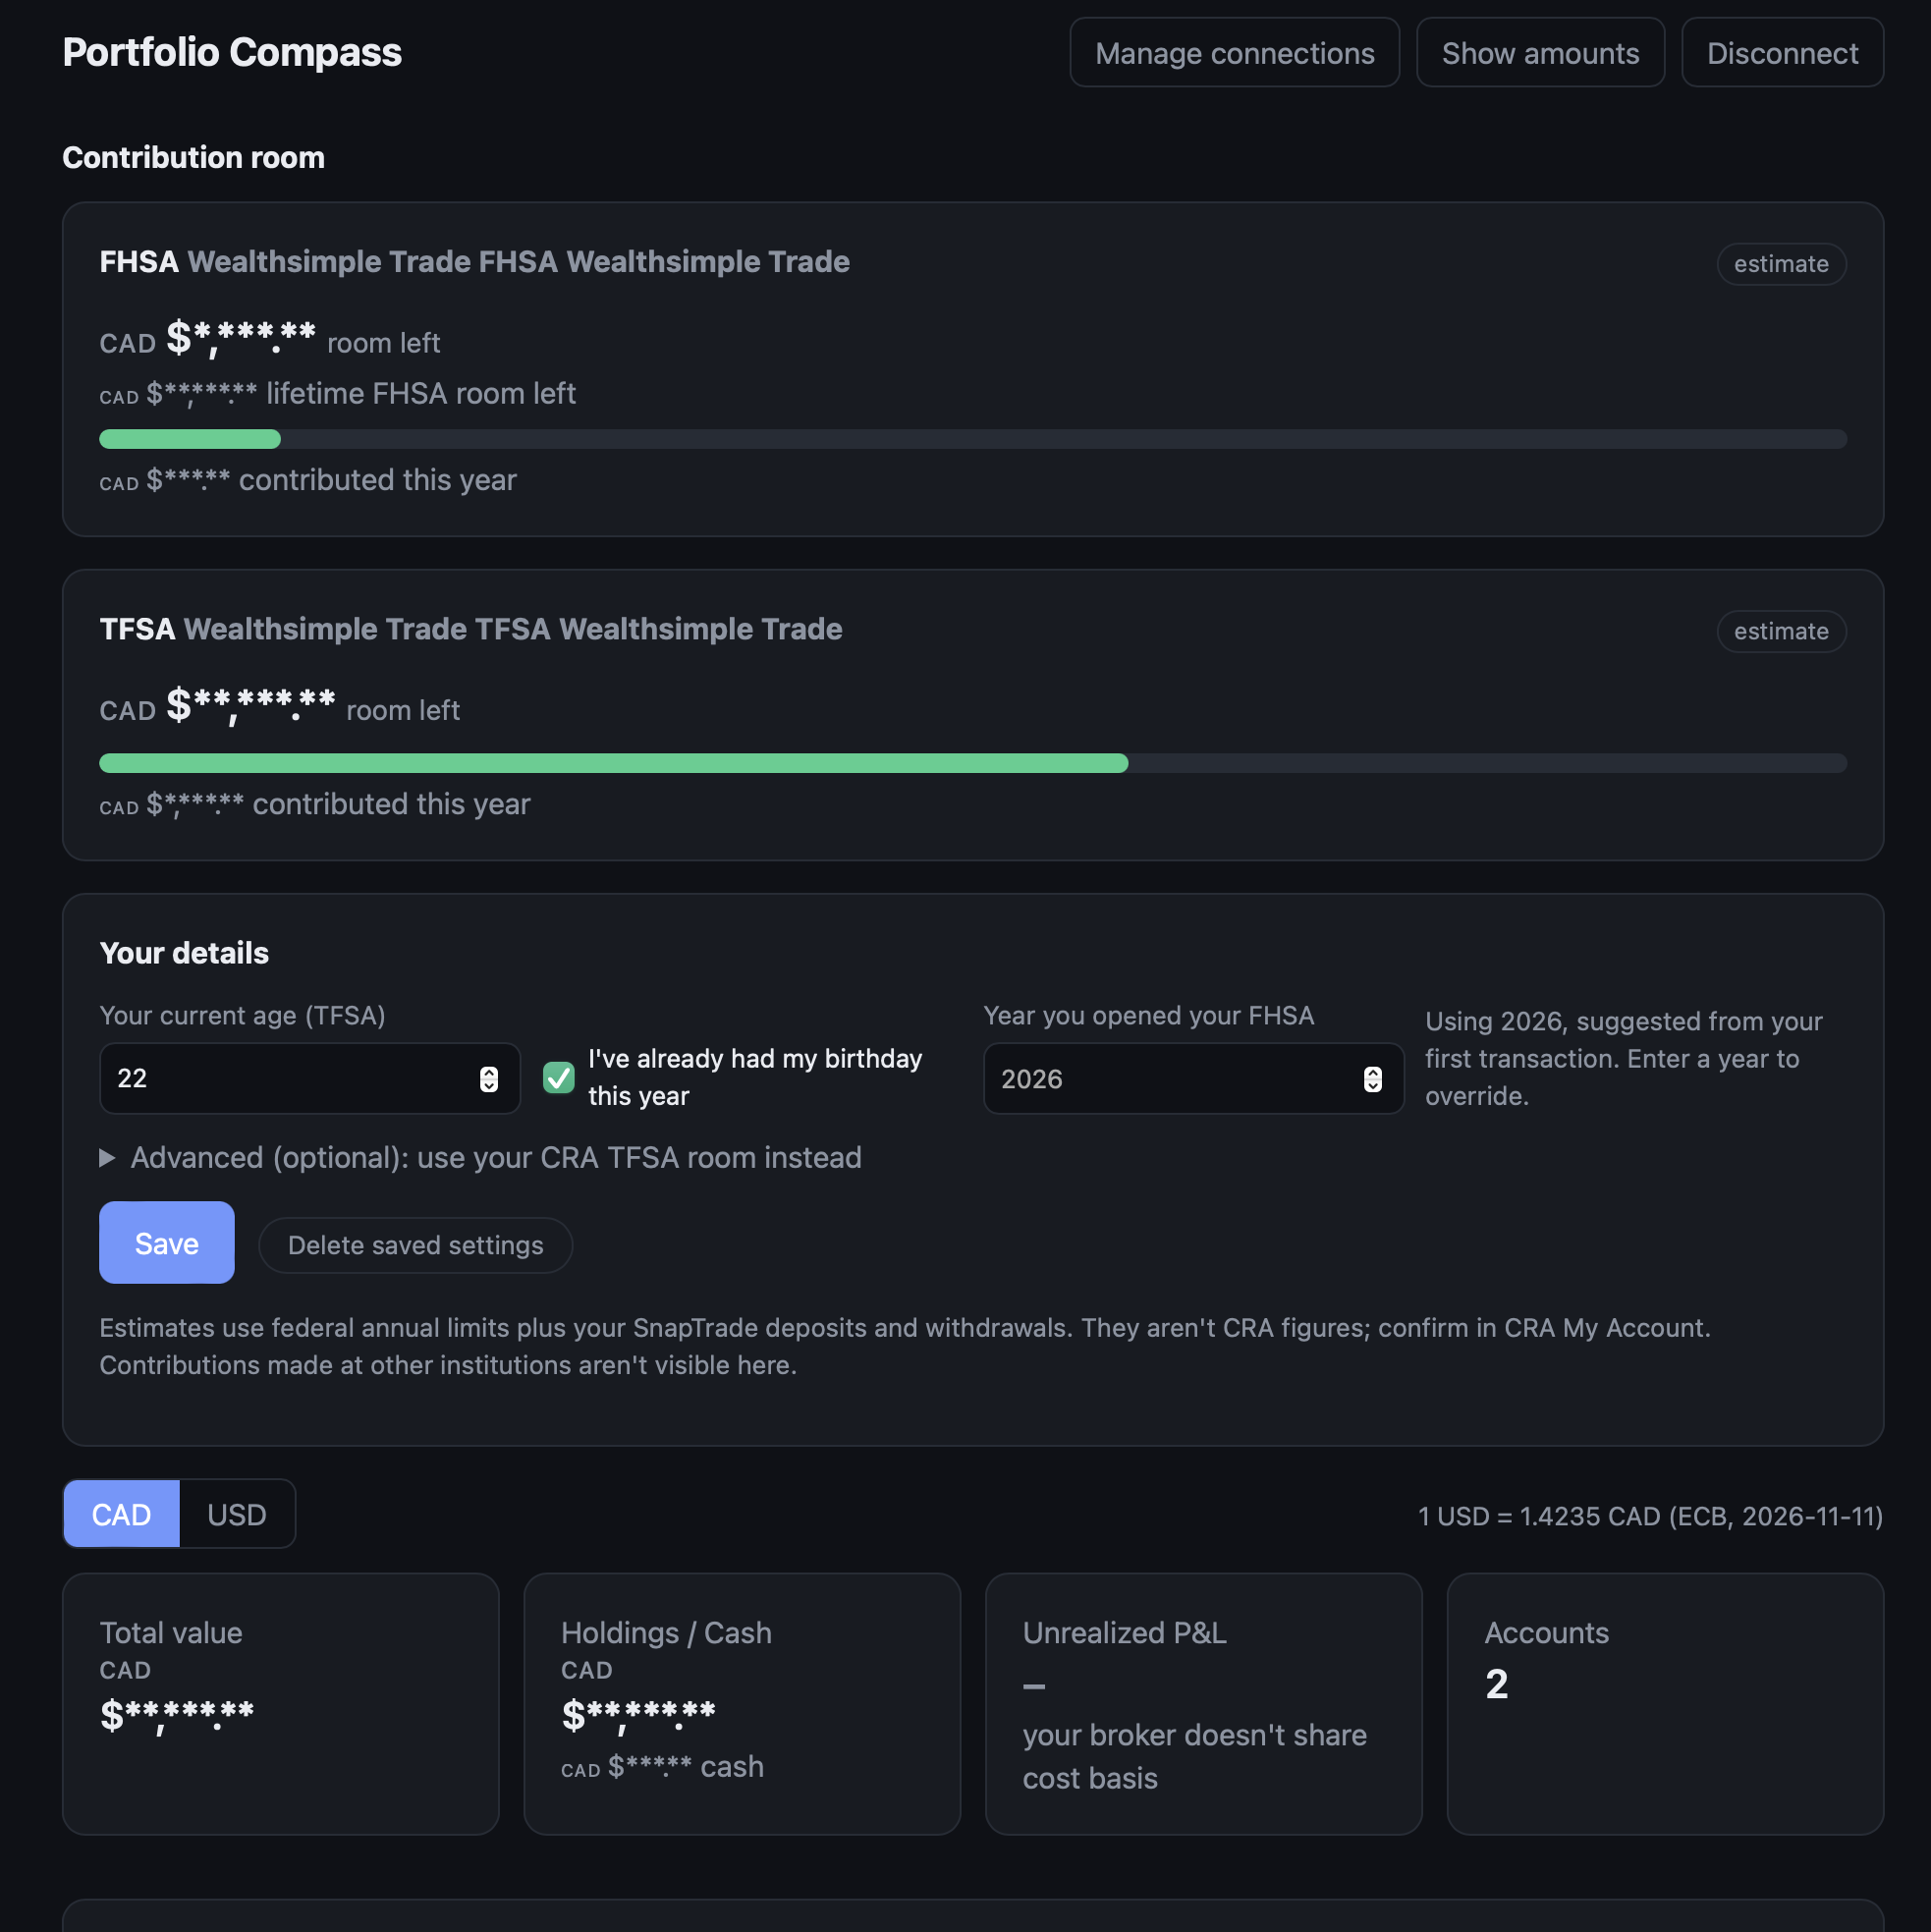 Portfolio Compass
Manage connections
Show amounts
Disconnect
Contribution room
FHSA Wealthsimple Trade FHSA Wealthsimple Trade
estimate
CAD $*,***.** room left
CAD $**,***.** lifetime FHSA room left
CAD $***.** contributed this year
TFSA Wealthsimple Trade TFSA Wealthsimple Trade
estimate
CAD $**,***.** room left
CAD $*,***.** contributed this year
Your details
Your current age (TFSA)
22
I've already had my birthday
this year
Year you opened your FHSA
2026
Using 2026, suggested from your
first transaction. Enter a year to
override.
Advanced (optional): use your CRA TFSA room instead
Save
Delete saved settings
Estimates use federal annual limits plus your SnapTrade deposits and withdrawals. They aren't CRA figures; confirm in CRA My Account.
Contributions made at other institutions aren't visible here.
CAD
USD
1 USD = 1.4235 CAD (ECB, 2026-11-11)
Total value
CAD
$**,***.**
Holdings / Cash
CAD
$**,***.**
CAD $***.** cash
Unrealized P&L
–
your broker doesn't share
cost basis
Accounts
2